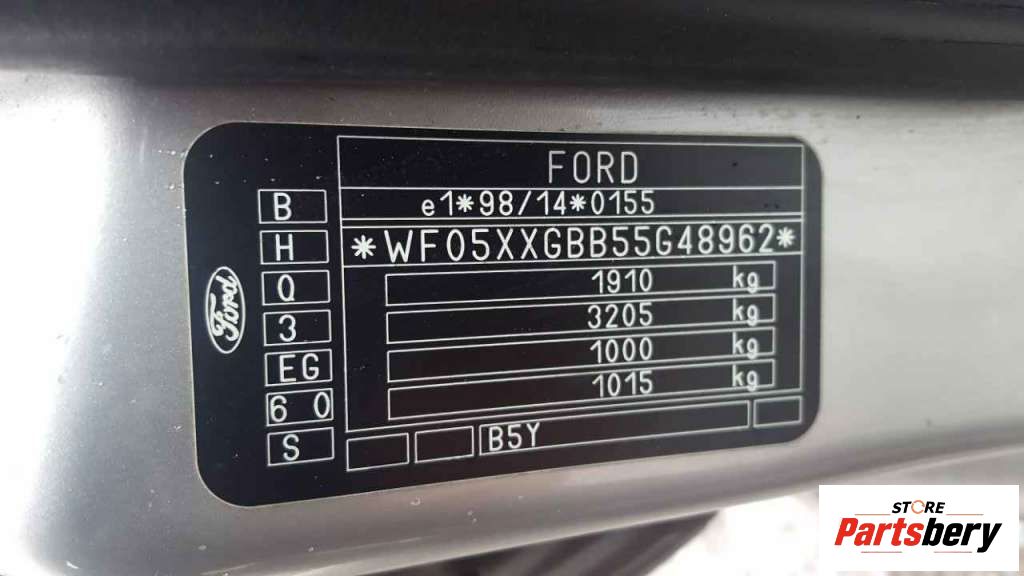 FORD
e1*98/14*0155
*WF05XXGBB55G48962*
1910 kg
3205 kg
1000 kg
1015 kg
B5Y
B
H
Q
3
EG
6 0
S
Ford
STORE
Partsbery